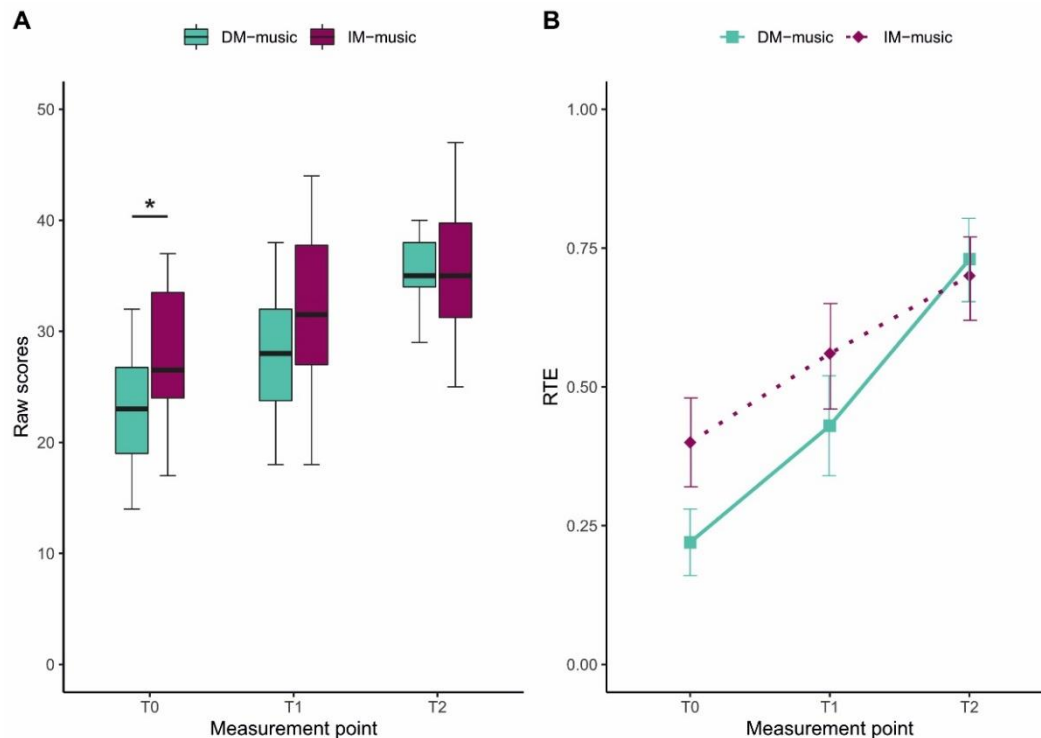 A
DM−music IM−music
50
40
30
20
10
0
Raw scores
*
T0 T1 T2
Measurement point
B
DM−music IM−music
1.00
0.75
0.50
0.25
0.00
RTE
T0 T1 T2
Measurement point